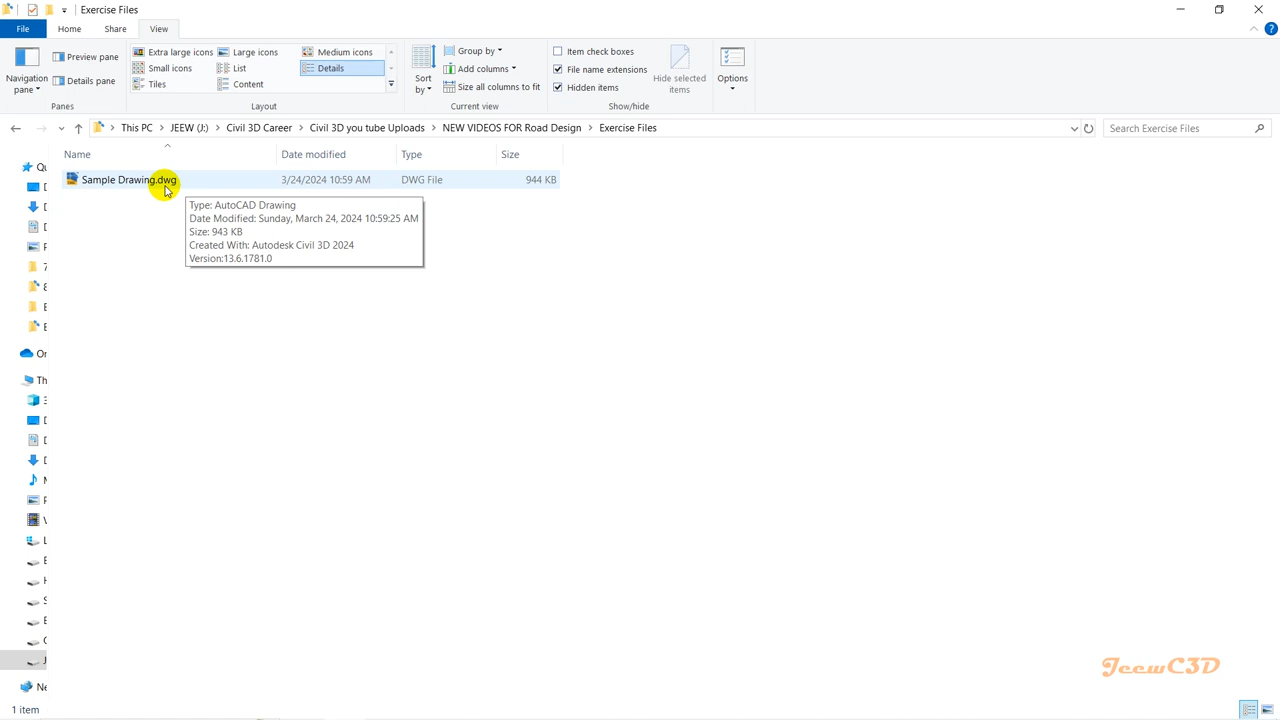 Exercise Files
File Home Share View
Navigation pane
Preview pane
Details pane
Panes
Extra large icons Large icons Medium icons
Small icons List Details
Tiles Content
Layout
Sort by
Group by
Add columns
Size all columns to fit
Current view
Item check boxes
File name extensions
Hidden items
Hide selected items
Show/hide
Options
This PC JEEW (J:) Civil 3D Career Civil 3D you tube Uploads NEW VIDEOS FOR Road Design Exercise Files
Search Exercise Files
Name Date modified Type Size
Sample Drawing.dwg 3/24/2024 10:59 AM DWG File 944 KB
Type: AutoCAD Drawing
Date Modified: Sunday, March 24, 2024 10:59:25 AM
Size: 943 KB
Created With: Autodesk Civil 3D 2024
Version:13.6.1781.0
JeewC3D
1 item